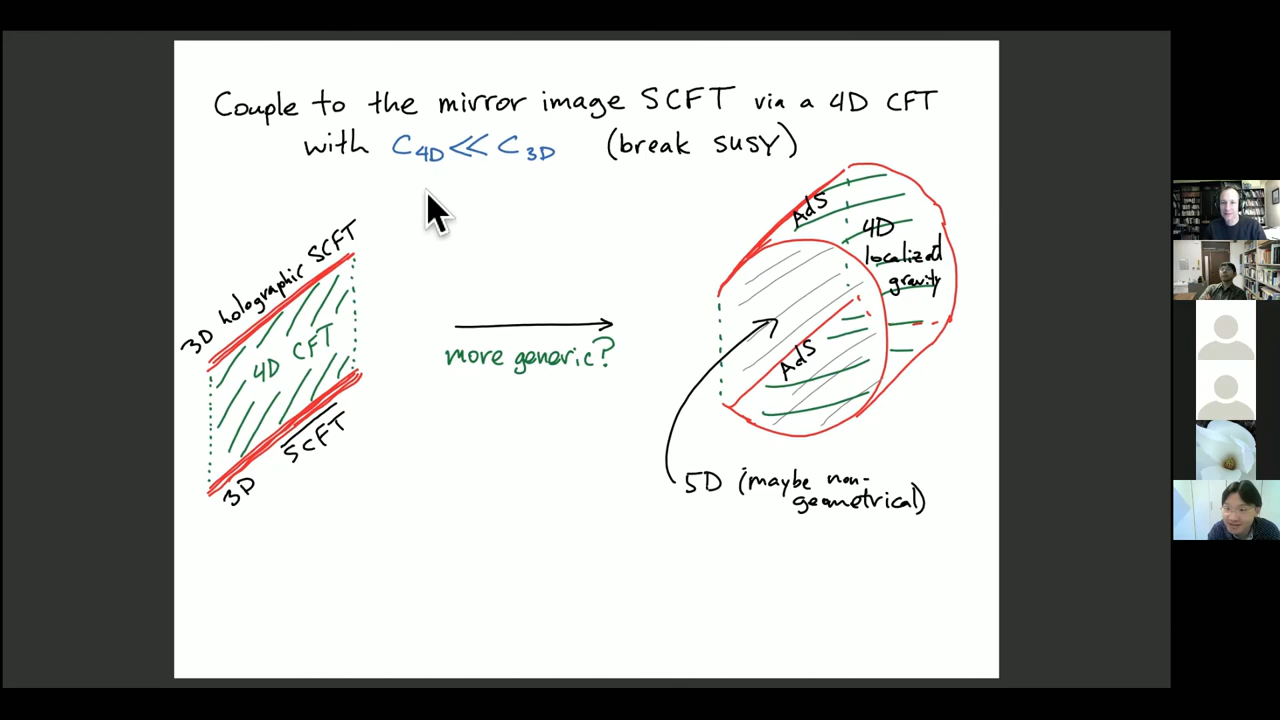 Couple to the mirror image SCFT via a 4D CFT
with C4D << C3D (break susy)
3D holographic SCFT
4D CFT
3D SCFT
more generic?
AdS
4D
localized
gravity
AdS
5D (maybe non-
geometrical)